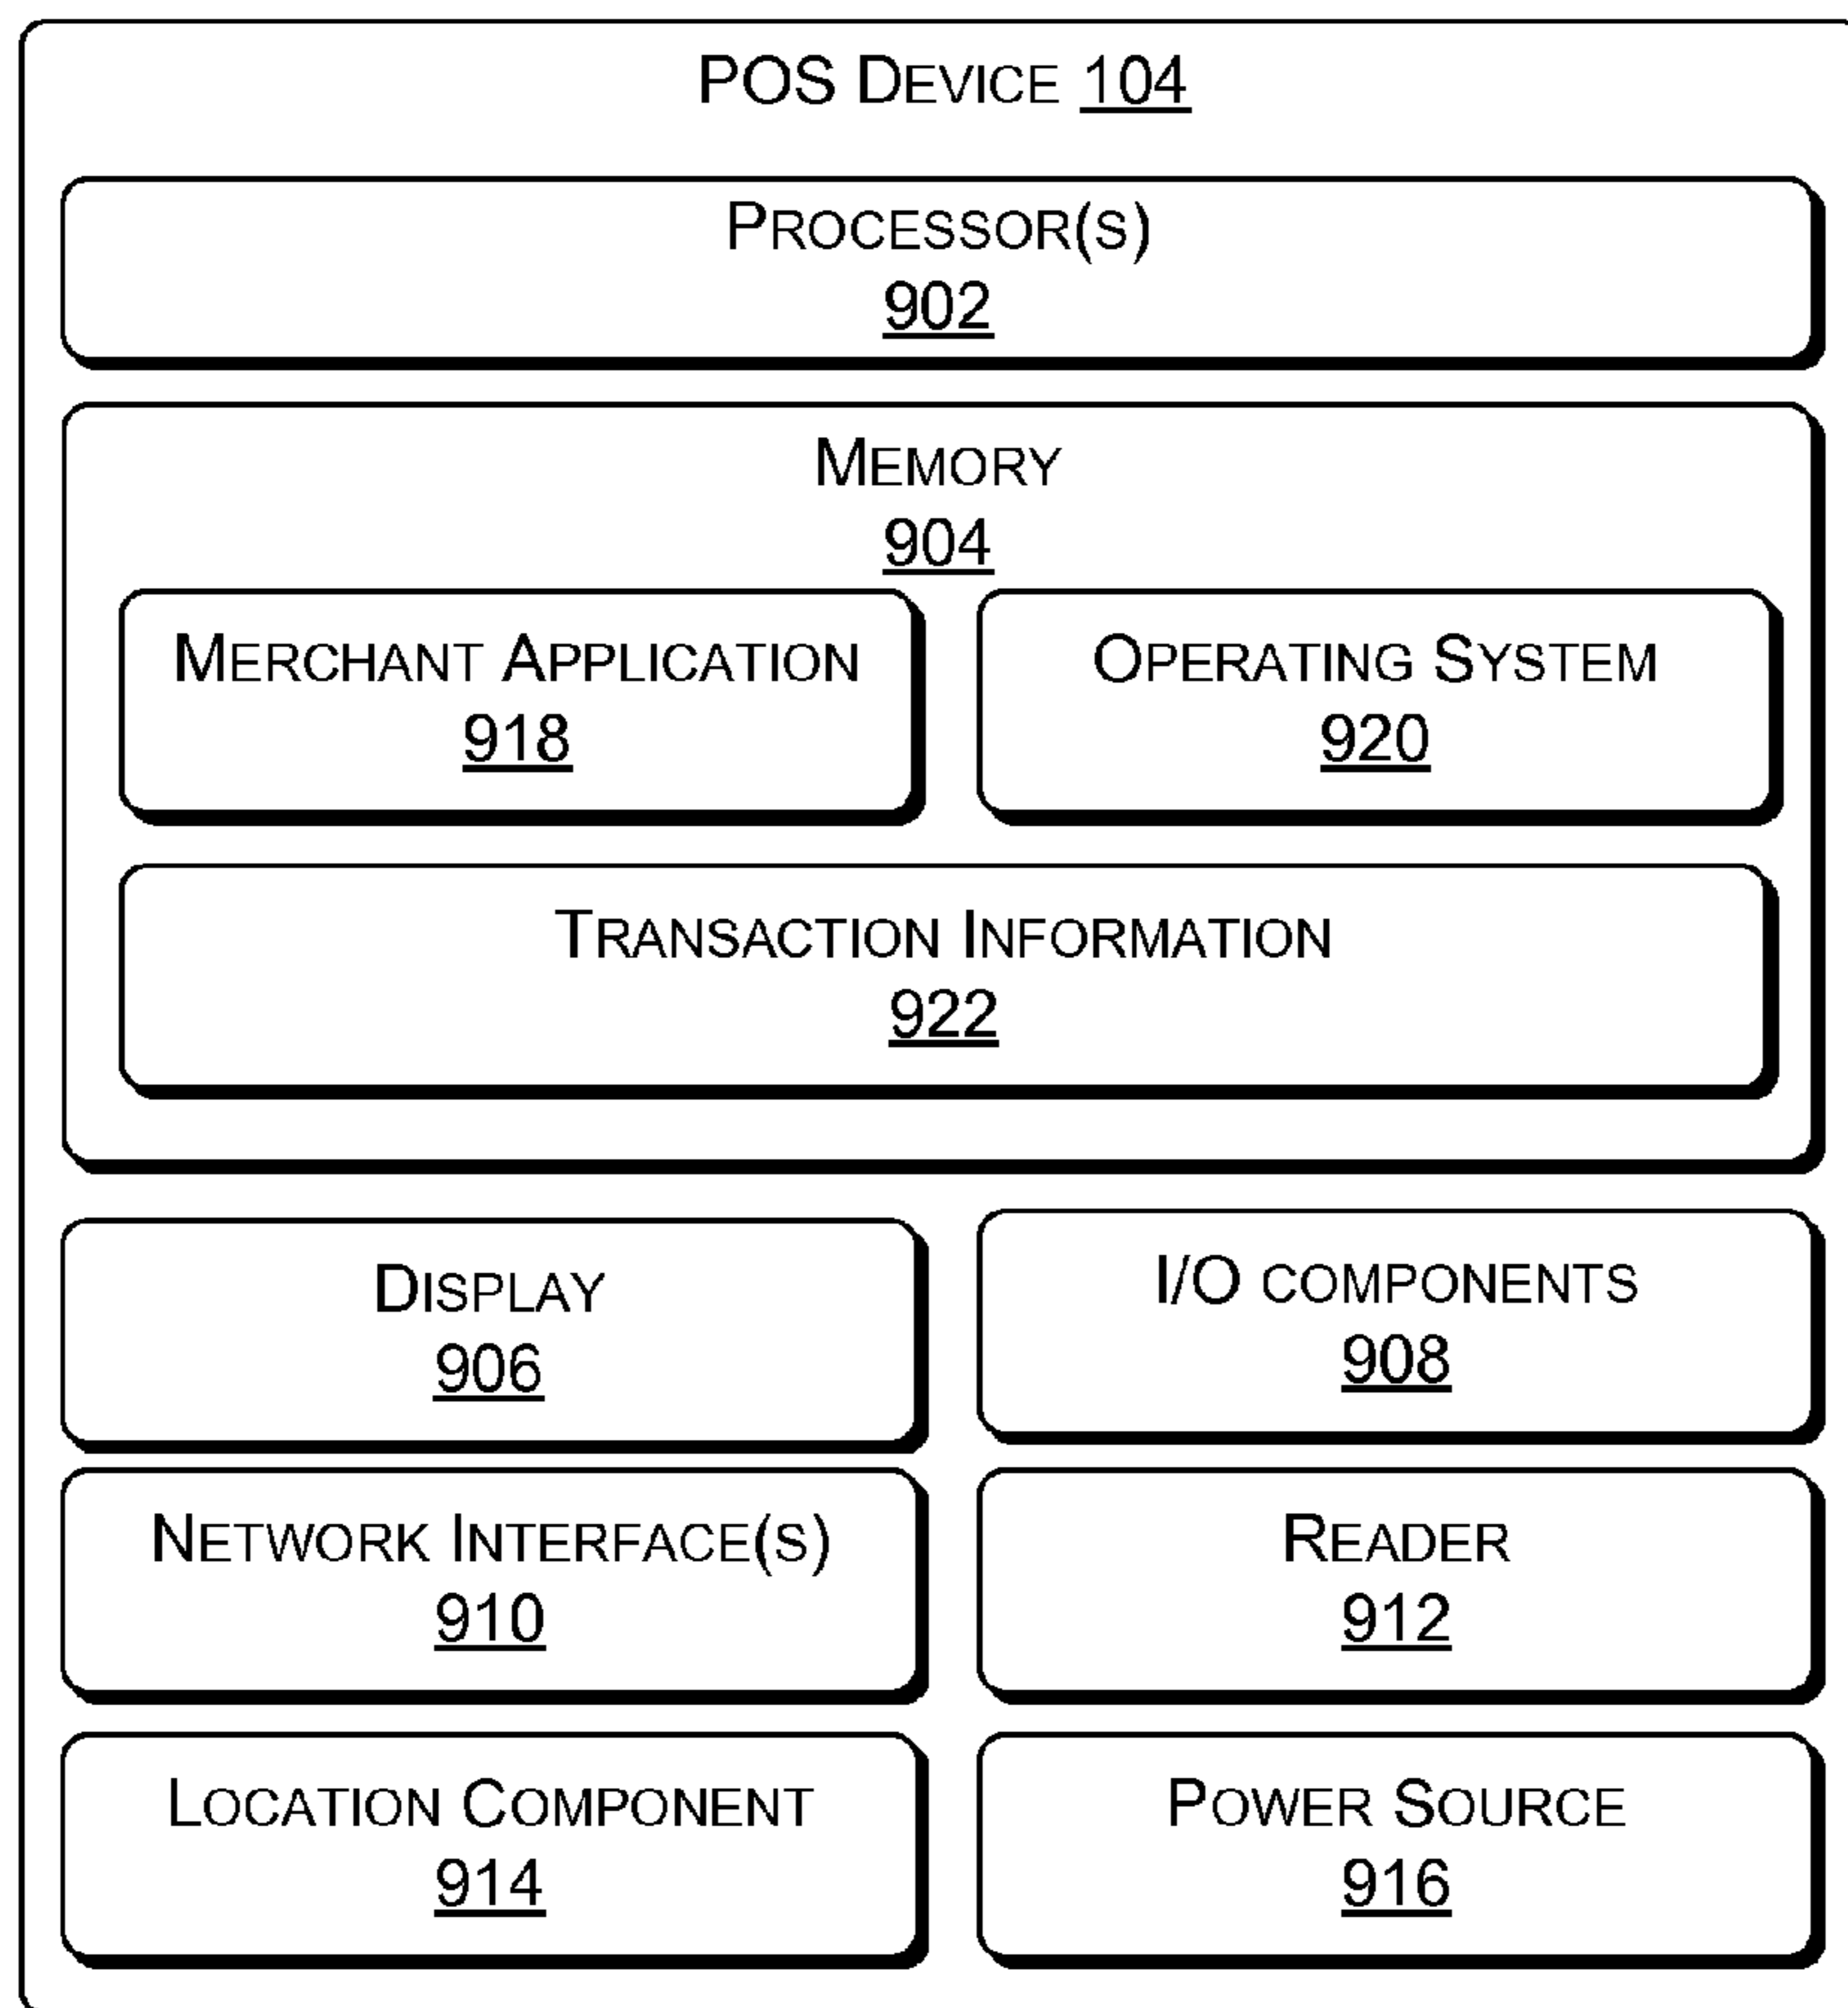 POS DEVICE 104
PROCESSOR(S)
902
MEMORY
904
MERCHANT APPLICATION
918
OPERATING SYSTEM
920
TRANSACTION INFORMATION
922
DISPLAY
906
I/O COMPONENTS
908
NETWORK INTERFACE(S)
910
READER
912
LOCATION COMPONENT
914
POWER SOURCE
916